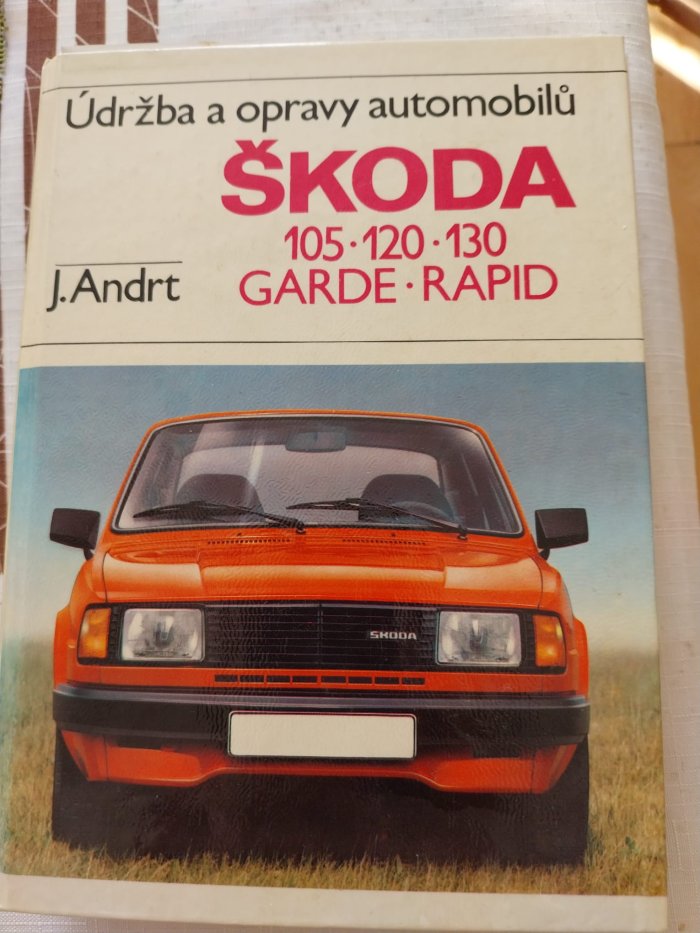 Údržba a opravy automobilů
ŠKODA
105·120·130
J. Andrt
GARDE·RAPID
ŠKODA